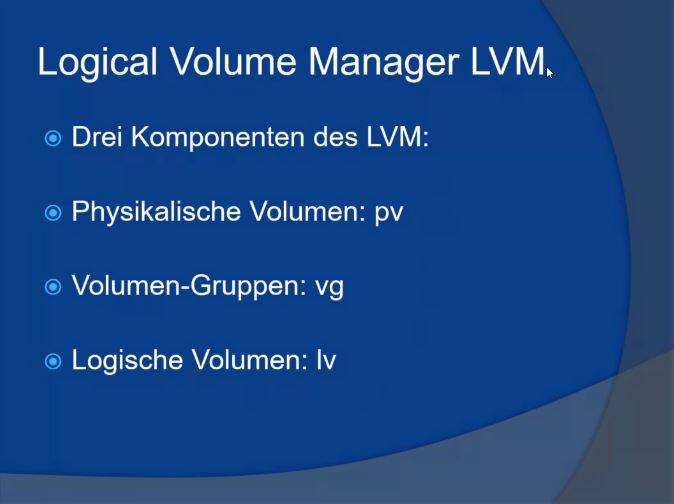 Logical Volume Manager LVM
Drei Komponenten des LVM:
Physikalische Volumen: pv
Volumen-Gruppen: vg
Logische Volumen: lv